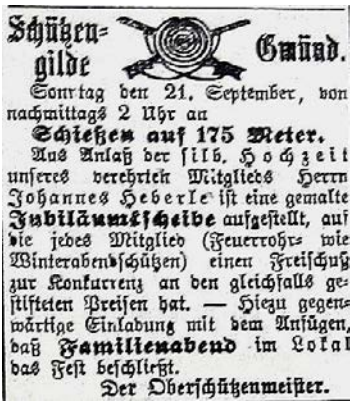 Schützen-
gilde
Gmünd.
Sonntag den 21. September, von
nachmittags 2 Uhr an
Schießen auf 175 Meter.
Aus Anlaß der silb. Hochzeit
unseres verehrten Mitglieds Herrn
Johannes Heberle ist eine gemalte
Jubiläumsscheibe aufgestellt, auf
die jedes Mitglied (Feuerrohr- wie
Winterabendschützen) einen Freischuß
zur Konkurrenz an den gleichfalls ge-
stifteten Preisen hat. — Hiezu gegen-
wärtige Einladung mit dem Anfügen,
daß Familienabend im Lokal
das Fest beschließt.
Der Oberschützenmeister.